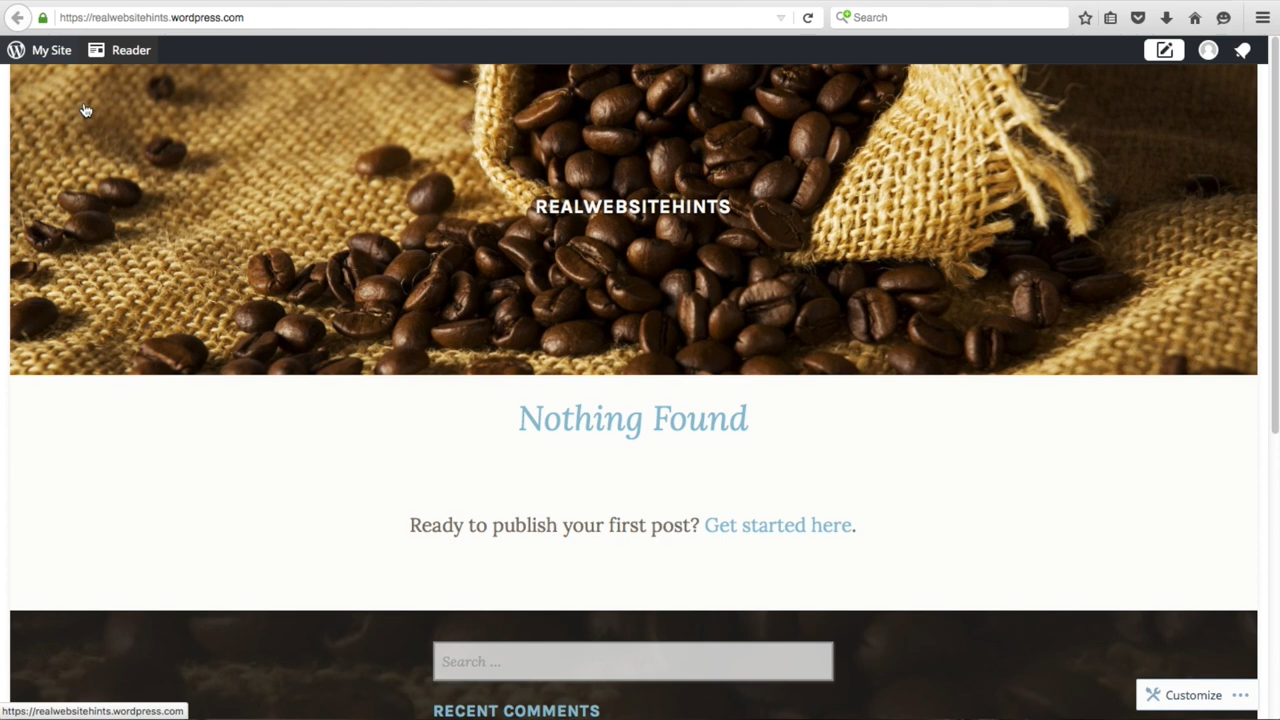 https://realwebsitehints.wordpress.com
Search
My Site
Reader
REALWEBSITEHINTS
Nothing Found
Ready to publish your first post? Get started here.
Search ...
RECENT COMMENTS
Customize
https://realwebsitehints.wordpress.com